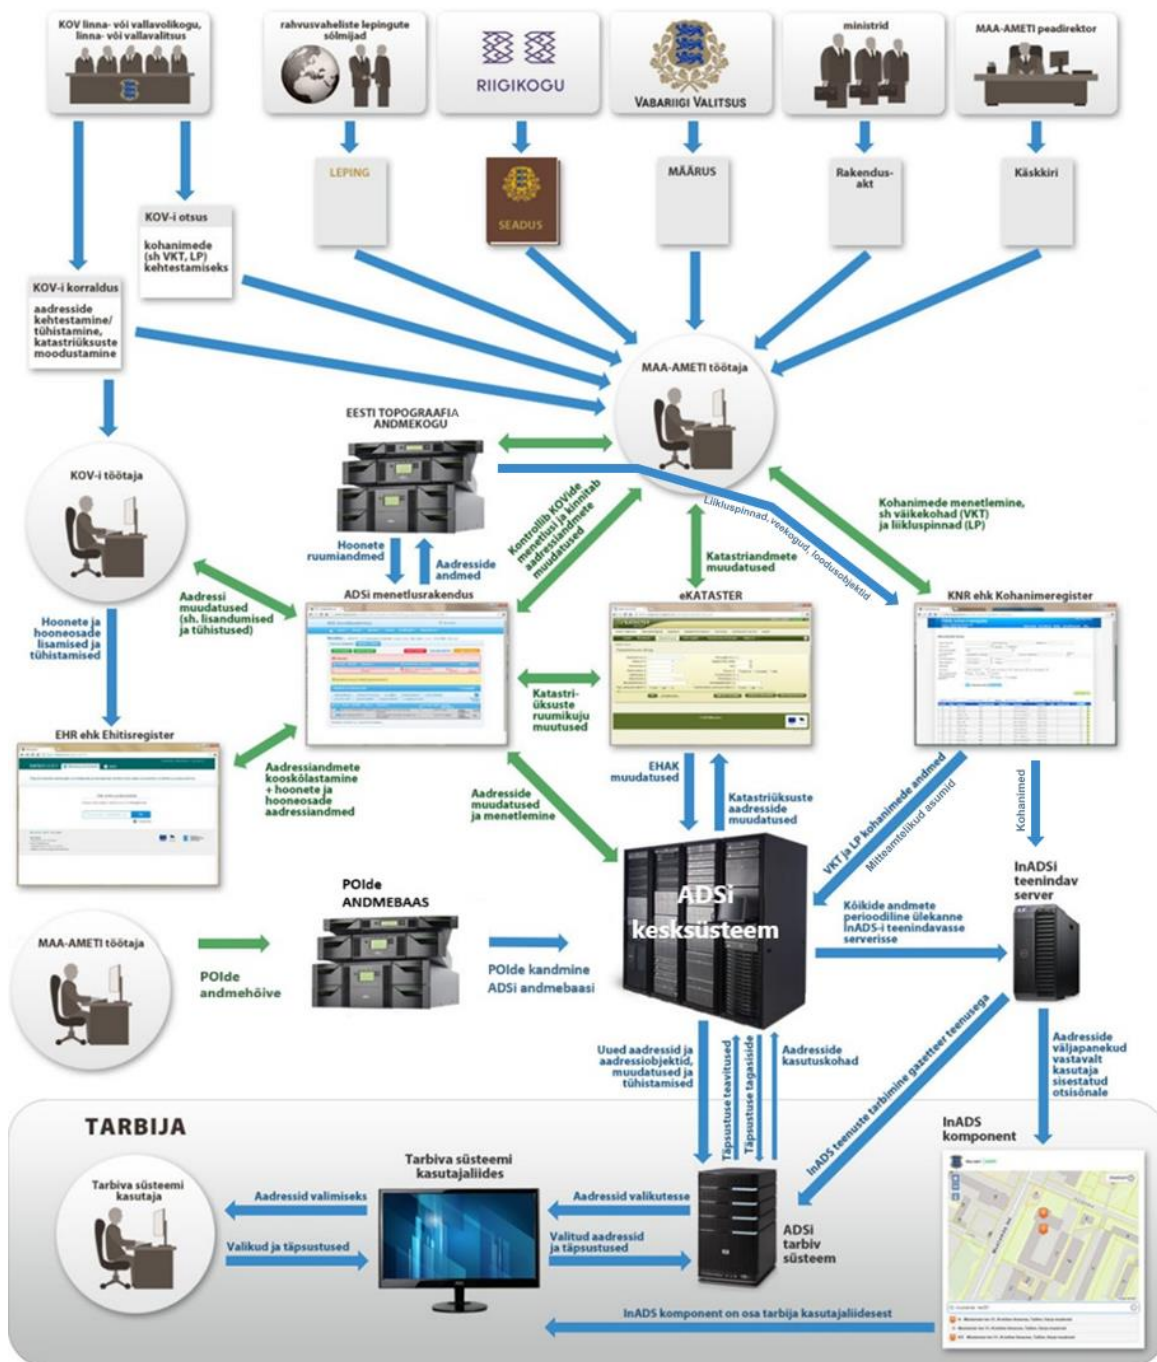 KOV linna- või vallavolikogu,
linna- või vallavalitsus
rahvusvaheliste lepingute
sõlmijad
RIIGIKOGU
VABARIIGI VALITSUS
ministrid
MAA-AMETI peadirektor
LEPING
SEADUS
MÄÄRUS
Rakendus-
akt
Käskkiri
KOV-i otsus
kohanimede
(sh VKT, LP)
kehtestamiseks
KOV-i korraldus
aadresside
kehtestamine/
tühistamine,
katastriüksuste
moodustamine
MAA-AMETI töötaja
EESTI TOPOGRAAFIA
ANDMEKOGU
KOV-i töötaja
Kontrollib KOVide
menetlusi ja kinnitab
aadressiandmete
muudatused
Liikluspinnad, veekogud, loodusobjektid
Kohanimede menetlemine,
sh väikekohad (VKT)
ja liikluspinnad (LP)
Hoonete
ruumiandmed
Aadresside
andmed
Katastriandmete
muudatused
Aadressi
muudatused
(sh. lisandumised
ja tühistused)
ADSi menetlusrakendus
eKATASTER
KNR ehk Kohanimeregister
Hoonete ja
hooneosade
lisamised ja
tühistamised
Katastri-
üksuste
ruumikuju
muutused
EHR ehk Ehitisregister
Aadressiandmete
kooskõlastamine
+ hoonete ja
hooneosade
aadressiandmed
Aadresside
muudatused
ja menetlemine
EHAK
muudatused
Katastriüksuste
aadresside
muudatused
VKT ja LP kohanimede andmed
Mitteametlikud asumid
Kohanimed
InADSi
teenindav
server
POIde
ANDMEBAAS
ADSi
kesksüsteem
Kõikide andmete
perioodiline ülekanne
InADS-i teenindavasse
serverisse
MAA-AMETI töötaja
POIde
andmehõive
POIde kandmine
ADSi andmebaasi
Uued aadressid ja
aadressiobjektid,
muudatused ja
tühistamised
Täpsustuse teavitused
Täpsustuse tagasiside
Aadresside
kasutuskohad
InADS teenuste tarbimine gazetteer teenusega
Aadresside
väljapanekud
vastavalt
kasutaja
sisestatud
otsisõnale
TARBIJA
InADS
komponent
Tarbiva süsteemi
kasutaja
Tarbiva süsteemi
kasutajaliides
Aadressid valimiseks
Valikud ja täpsustused
Aadressid valikutesse
Valitud aadressid
ja täpsustused
ADSi
tarbiv
süsteem
InADS komponent on osa tarbija kasutajaliidesest